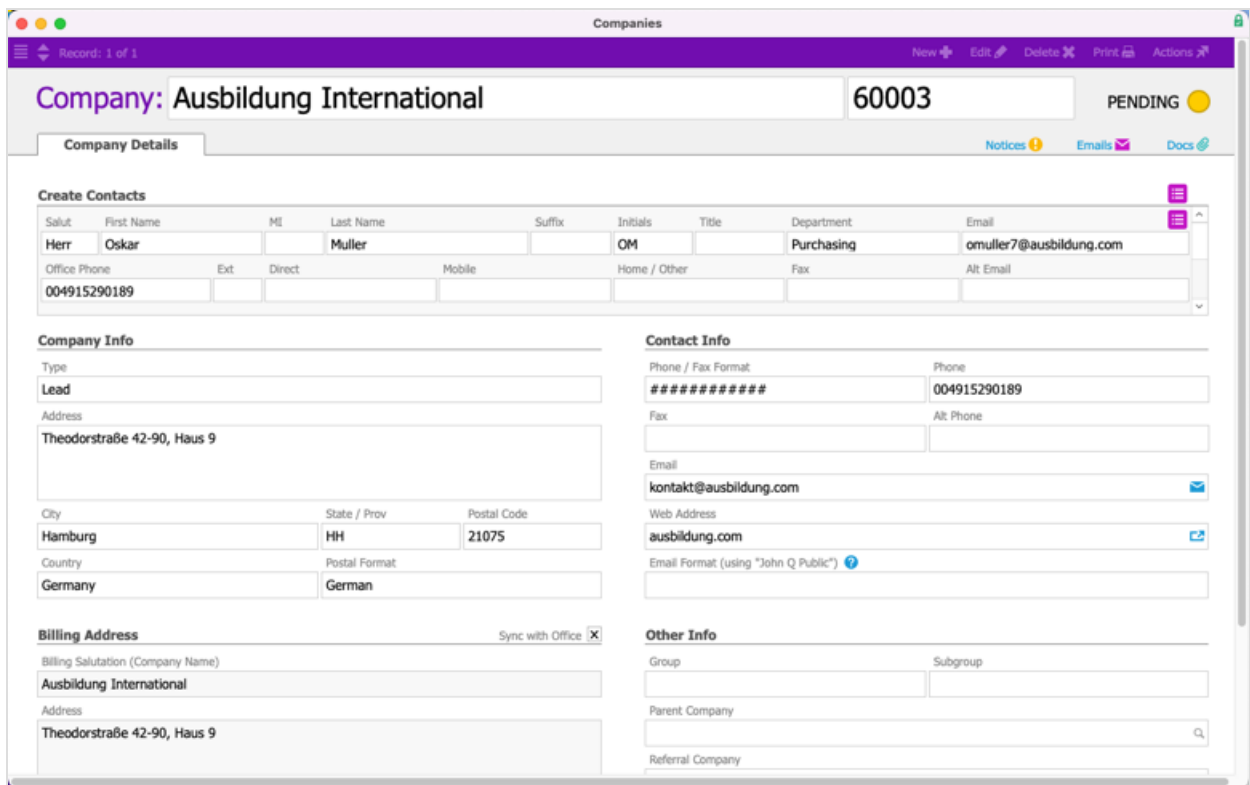 Companies
Record: 1 of 1 New Edit Delete Print Actions
Company: Ausbildung International 60003 PENDING
Company Details Notices Emails Docs
Create Contacts
Salut First Name MI Last Name Suffix Initials Title Department Email
Herr Oskar Muller OM Purchasing omuller7@ausbildung.com
Office Phone Ext Direct Mobile Home / Other Fax Alt Email
004915290189
Company Info Contact Info
Type Phone / Fax Format Phone
Lead ############ 004915290189
Address Fax Alt Phone
Theodorstraße 42-90, Haus 9
Email
kontakt@ausbildung.com
City State / Prov Postal Code Web Address
Hamburg HH 21075 ausbildung.com
Country Postal Format Email Format (using "John Q Public") ?
Germany German
Billing Address Sync with Office X Other Info
Billing Salutation (Company Name) Group Subgroup
Ausbildung International
Address Parent Company
Theodorstraße 42-90, Haus 9
Referral Company